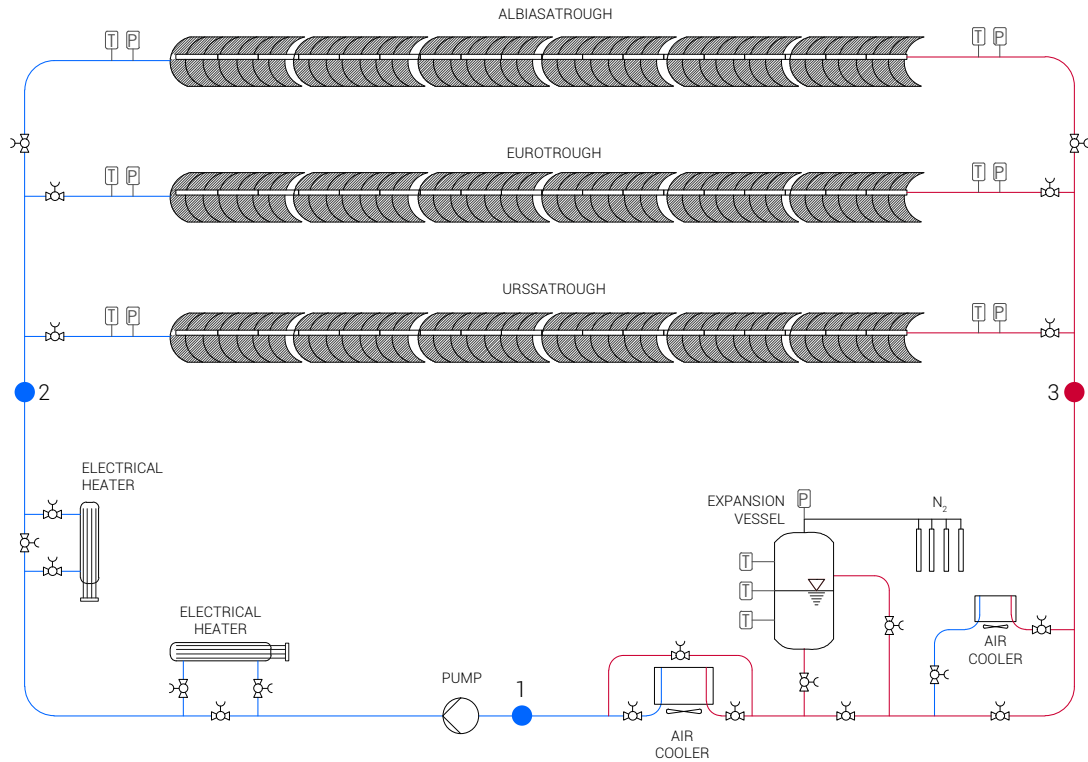 ALBIASATROUGH
T P
T P
EUROTROUGH
T P
T P
URSSATROUGH
T P
T P
2
3
ELECTRICAL
HEATER
EXPANSION
VESSEL
P
N2
T
T
T
ELECTRICAL
HEATER
AIR
COOLER
PUMP
1
AIR
COOLER